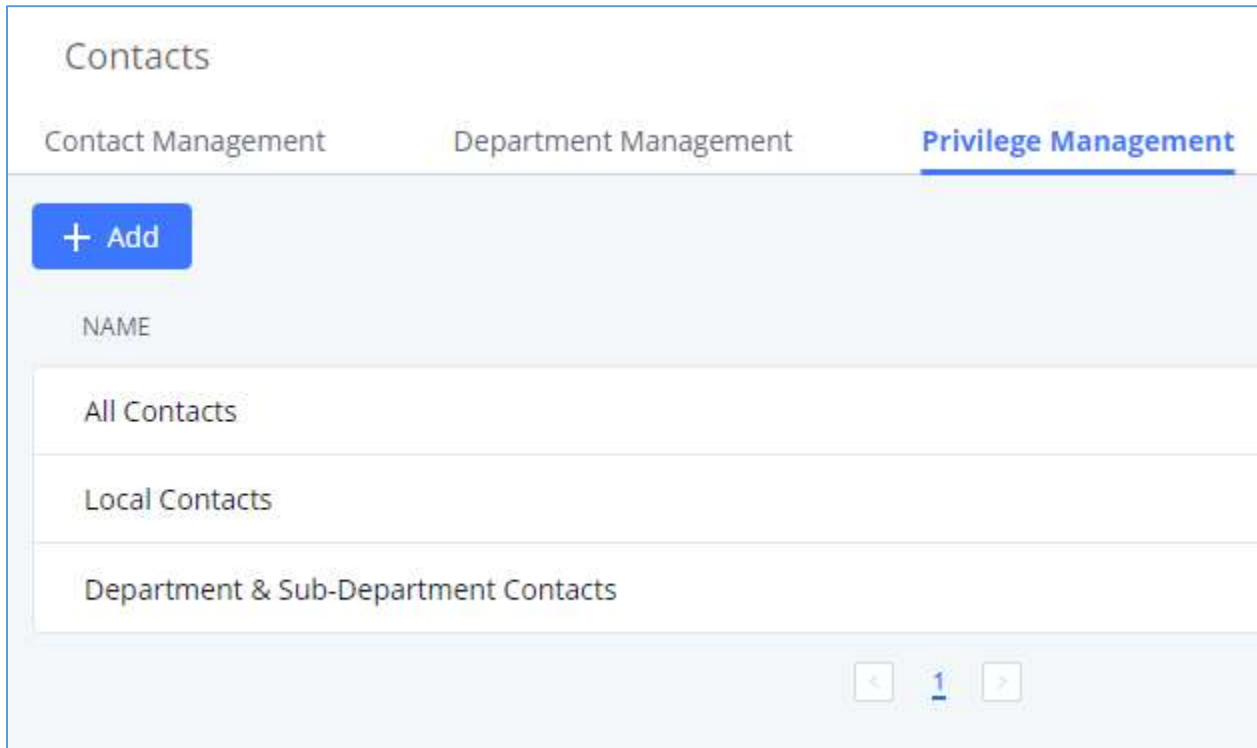 Contacts
Contact Management Department Management Privilege Management
+ Add
NAME
All Contacts
Local Contacts
Department & Sub-Department Contacts
< 1 >